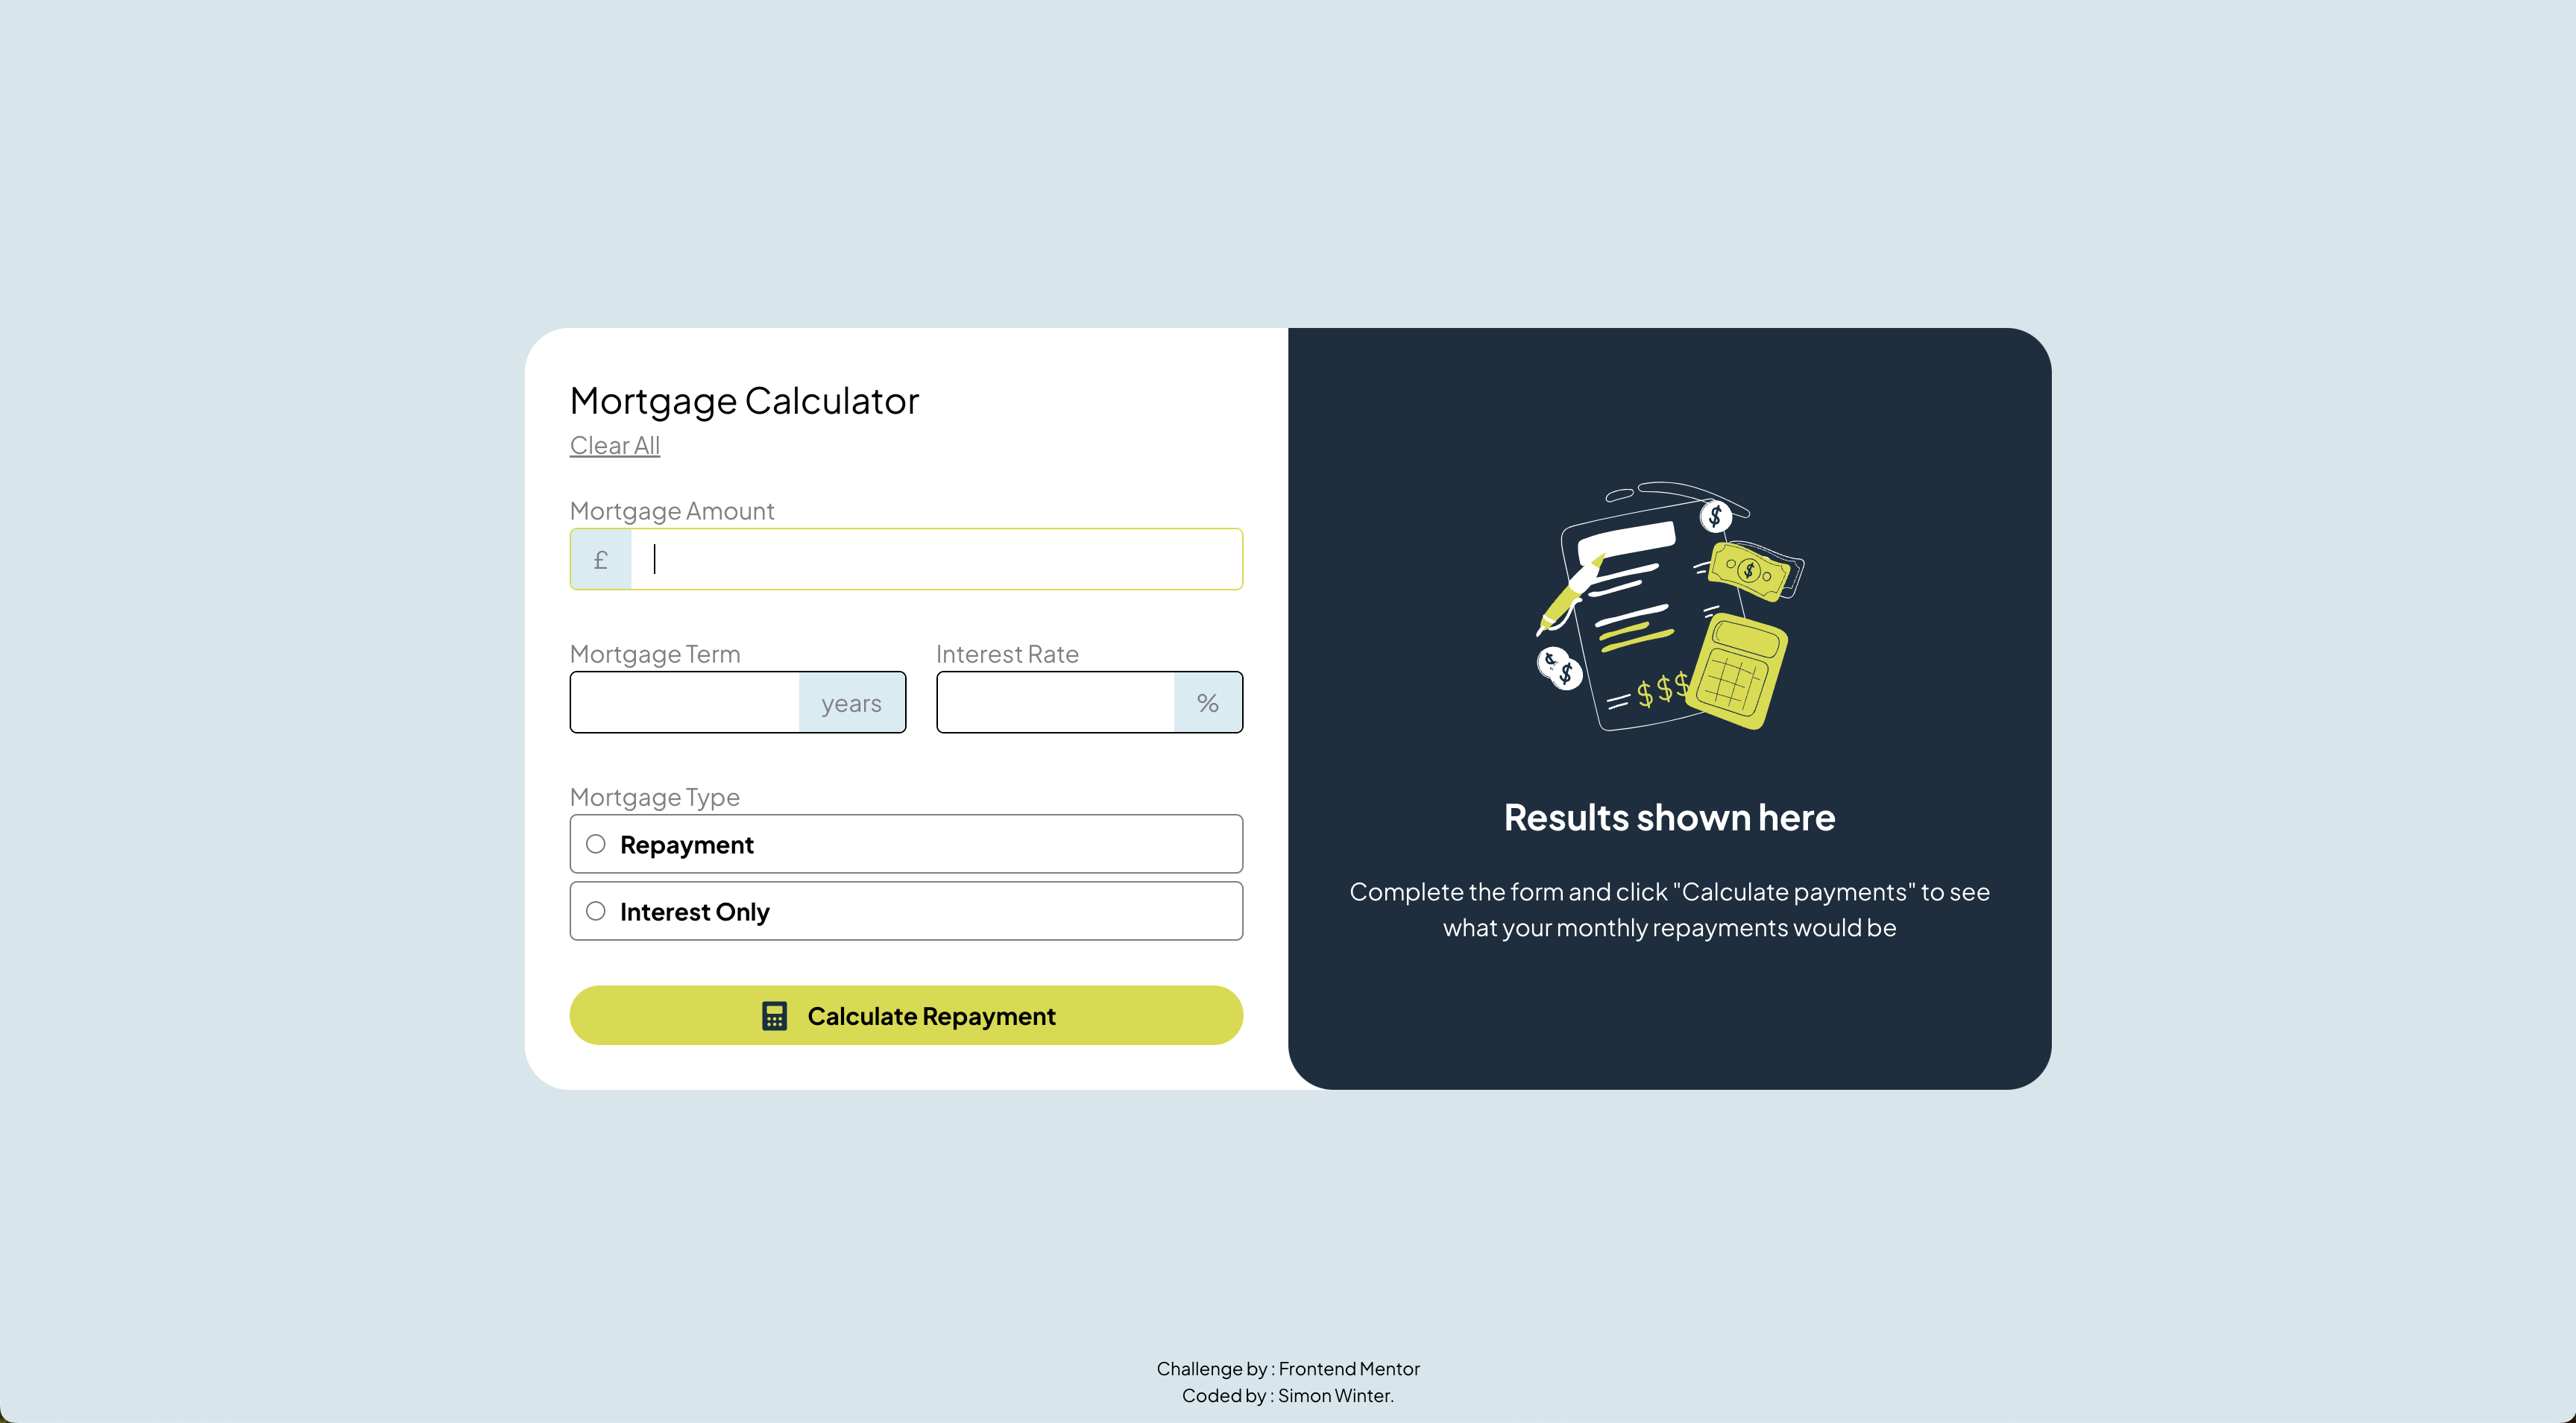 Mortgage Calculator
Clear All
Mortgage Amount
£
Mortgage Term
Interest Rate
years
%
Mortgage Type
Repayment
Interest Only
Calculate Repayment
$
$
$
$
$$$
Results shown here
Complete the form and click "Calculate payments" to see
what your monthly repayments would be
Challenge by : Frontend Mentor
Coded by : Simon Winter.